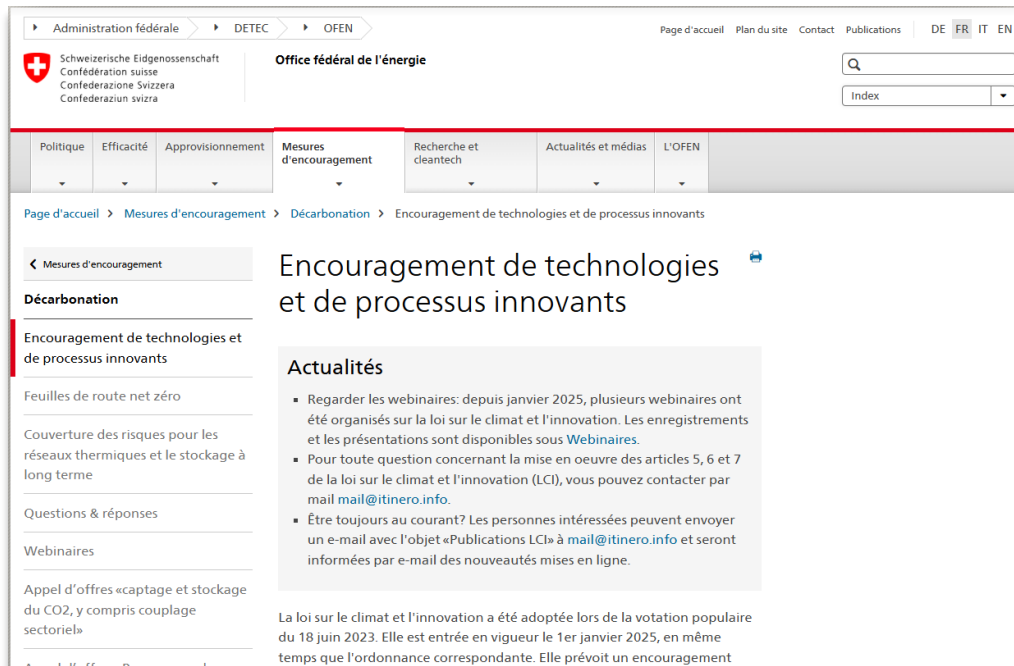 Administration fédérale
DETEC
OFEN
Page d'accueil Plan du site Contact Publications
DE FR IT EN
Schweizerische Eidgenossenschaft
Confédération suisse
Confederazione Svizzera
Confederaziun svizra
Office fédéral de l'énergie
Index
Politique
Efficacité
Approvisionnement
Mesures
d'encouragement
Recherche et
cleantech
Actualités et médias
L'OFEN
Page d'accueil > Mesures d'encouragement > Décarbonation > Encouragement de technologies et de processus innovants
Mesures d'encouragement
Décarbonation
Encouragement de technologies et
de processus innovants
Feuilles de route net zéro
Couverture des risques pour les
réseaux thermiques et le stockage à
long terme
Questions & réponses
Webinaires
Appel d'offres «captage et stockage
du CO2, y compris couplage
sectoriel»
Encouragement de technologies
et de processus innovants
Actualités
▪ Regarder les webinaires: depuis janvier 2025, plusieurs webinaires ont
été organisés sur la loi sur le climat et l'innovation. Les enregistrements
et les présentations sont disponibles sous Webinaires.
▪ Pour toute question concernant la mise en oeuvre des articles 5, 6 et 7
de la loi sur le climat et l'innovation (LCI), vous pouvez contacter par
mail mail@itinero.info.
▪ Être toujours au courant? Les personnes intéressées peuvent envoyer
un e-mail avec l'objet «Publications LCI» à mail@itinero.info et seront
informées par e-mail des nouveautés mises en ligne.
La loi sur le climat et l'innovation a été adoptée lors de la votation populaire
du 18 juin 2023. Elle est entrée en vigueur le 1er janvier 2025, en même
temps que l'ordonnance correspondante. Elle prévoit un encouragement